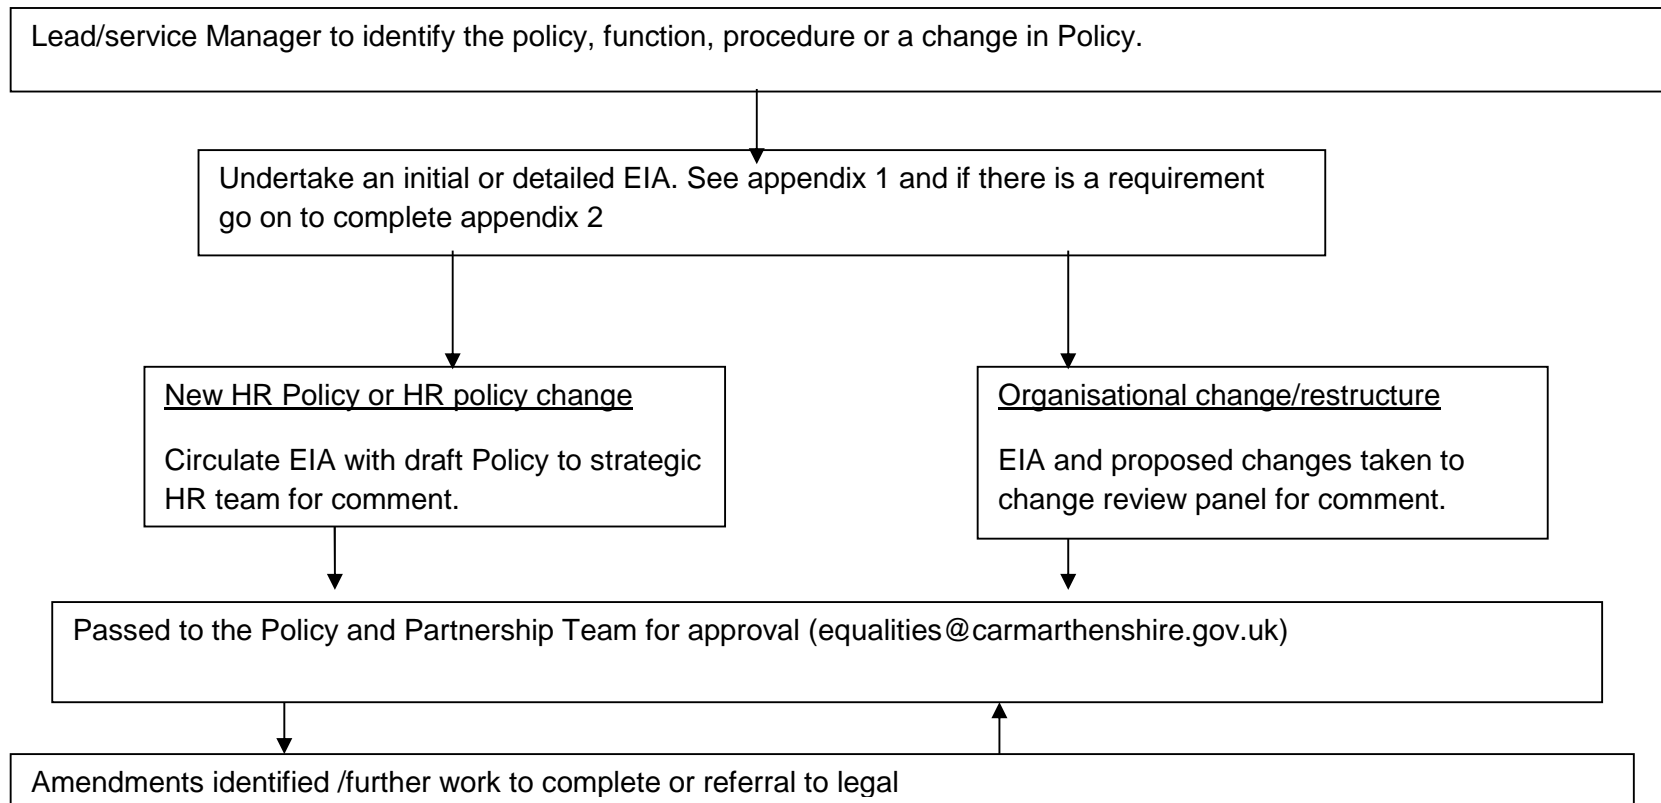 Lead/service Manager to identify the policy, function, procedure or a change in Policy.
Undertake an initial or detailed EIA. See appendix 1 and if there is a requirement
go on to complete appendix 2
New HR Policy or HR policy change
Circulate EIA with draft Policy to strategic
HR team for comment.
Organisational change/restructure
EIA and proposed changes taken to
change review panel for comment.
Passed to the Policy and Partnership Team for approval (equalities@carmarthenshire.gov.uk)
Amendments identified /further work to complete or referral to legal